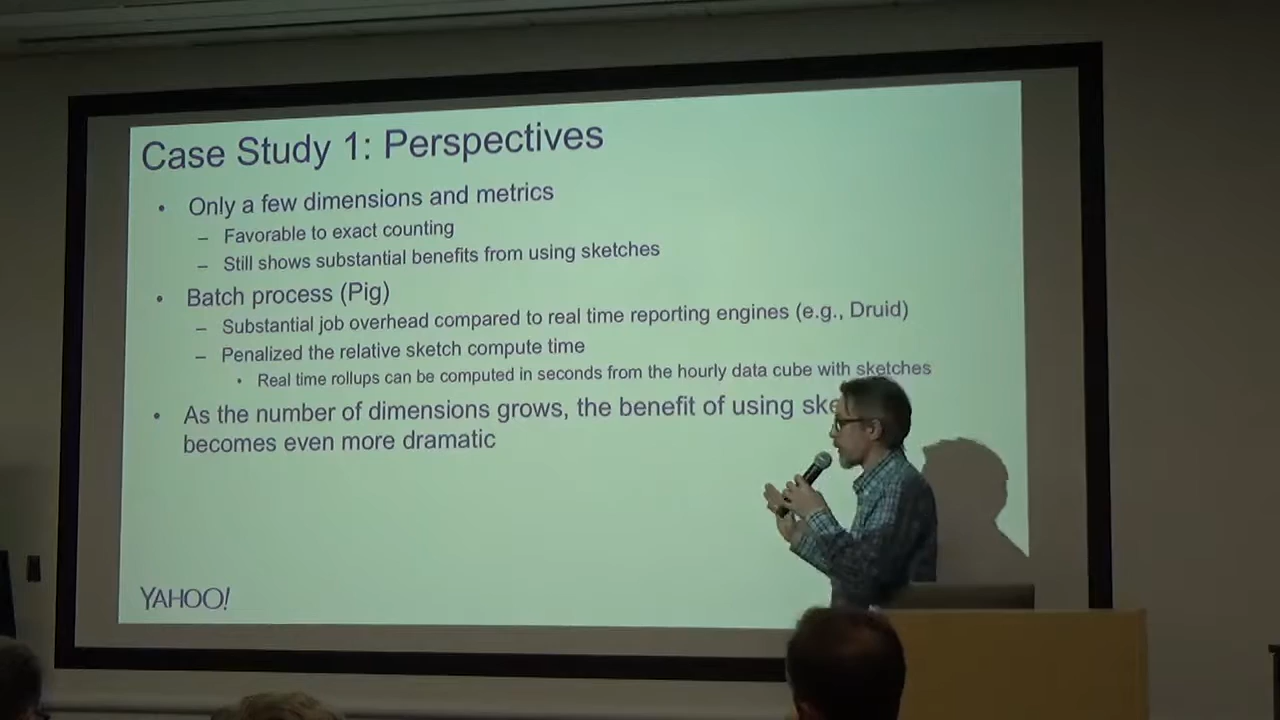 Case Study 1: Perspectives
• Only a few dimensions and metrics
– Favorable to exact counting
– Still shows substantial benefits from using sketches
• Batch process (Pig)
– Substantial job overhead compared to real time reporting engines (e.g., Druid)
– Penalized the relative sketch compute time
• Real time rollups can be computed in seconds from the hourly data cube with sketches
• As the number of dimensions grows, the benefit of using
becomes even more dramatic
YAHOO!